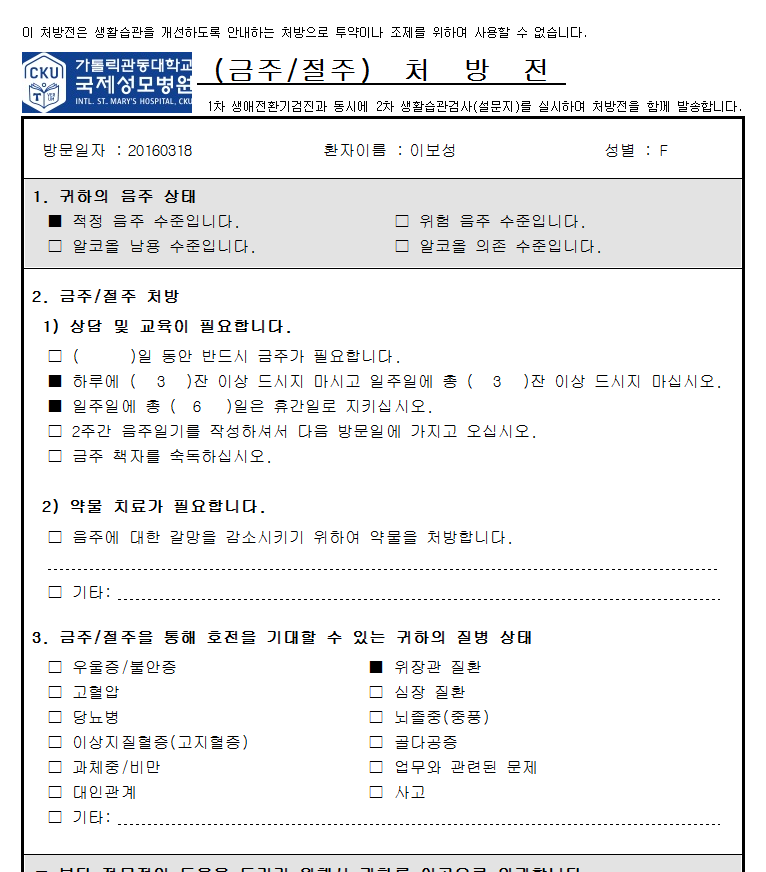 이 처방전은 생활습관을 개선하도록 안내하는 처방으로 투약이나 조제를 위하여 사용할 수 없습니다.
CKU 가톨릭관동대학교
국제성모병원
INTL. ST. MARY'S HOSPITAL, CKU
(금주/절주) 처 방 전
1차 생애전환기검진과 동시에 2차 생활습관검사(설문지)를 실시하며 처방전을 함께 발송합니다.
방문일자 : 20160318 환자이름 : 이보성 성별 : F
1. 귀하의 음주 상태
■ 적정 음주 수준입니다. □ 위험 음주 수준입니다.
□ 알코올 남용 수준입니다. □ 알코올 의존 수준입니다.
2. 금주/절주 처방
1) 상담 및 교육이 필요합니다.
□ ( )일 동안 반드시 금주가 필요합니다.
■ 하루에 ( 3 )잔 이상 드시지 마시고 일주일에 총 ( 3 )잔 이상 드시지 마십시오.
■ 일주일에 총 ( 6 )일은 휴간일로 지키십시오.
□ 2주간 음주일기를 작성하셔서 다음 방문일에 가지고 오십시오.
□ 금주 책자를 숙독하십시오.
2) 약물 치료가 필요합니다.
□ 음주에 대한 갈망을 감소시키기 위하여 약물을 처방합니다.
□ 기타:
3. 금주/절주을 통해 호전을 기대할 수 있는 귀하의 질병 상태
□ 우울증/불안증 ■ 위장관 질환
□ 고혈압 □ 심장 질환
□ 당뇨병 □ 뇌졸중(중풍)
□ 이상지질혈증(고지혈증) □ 골다공증
□ 과체중/비만 □ 업무와 관련된 문제
□ 대인관계 □ 사고
□ 기타: